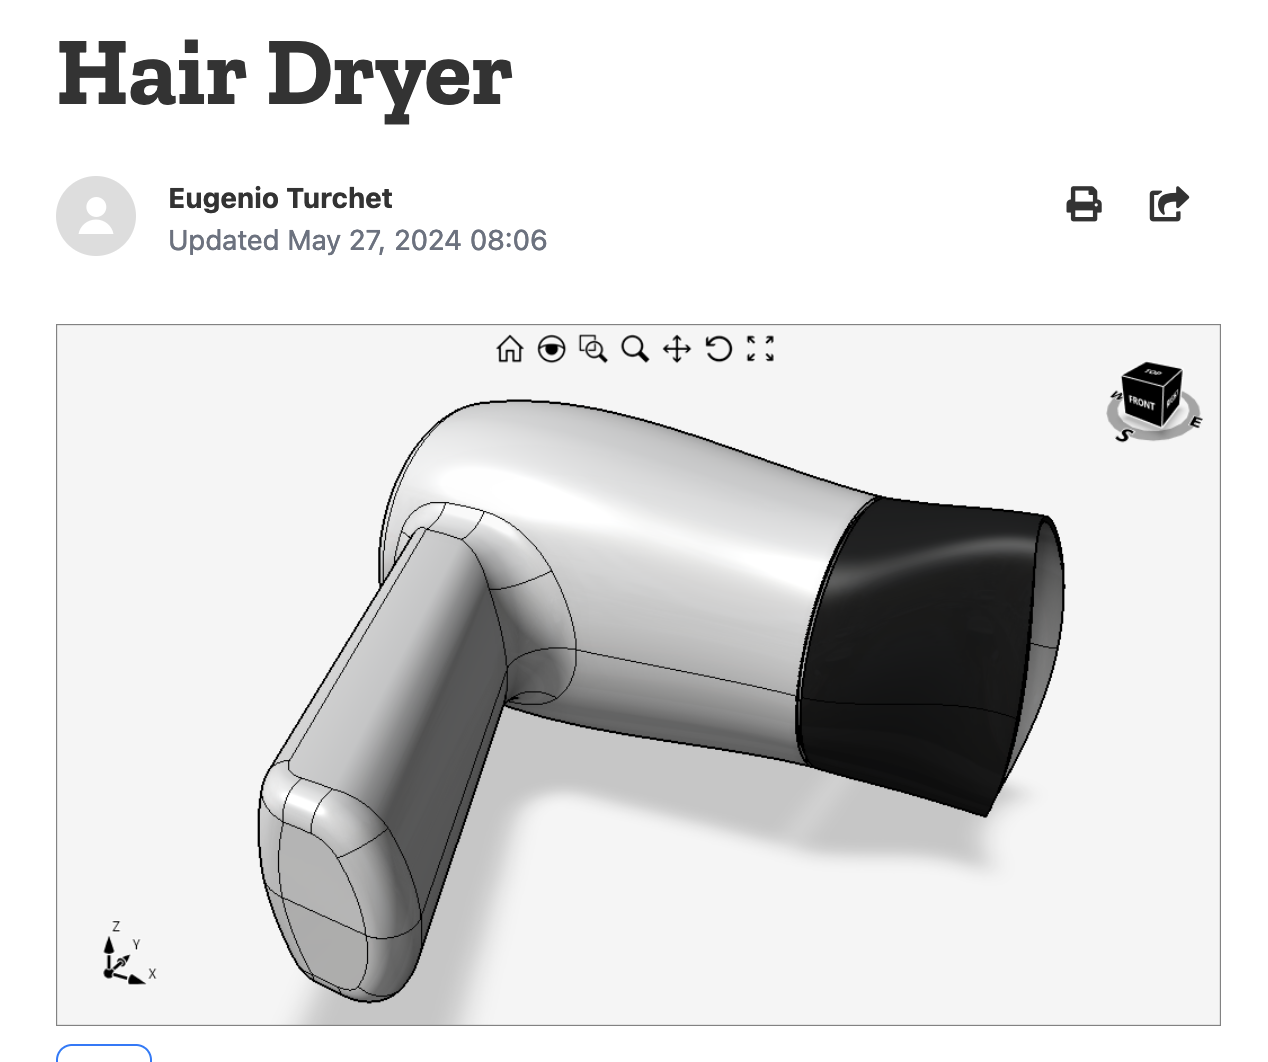 Hair Dryer
Eugenio Turchet
Updated May 27, 2024 08:06
TOP
FRONT
RIGHT
W
S
E
Z
Y
X